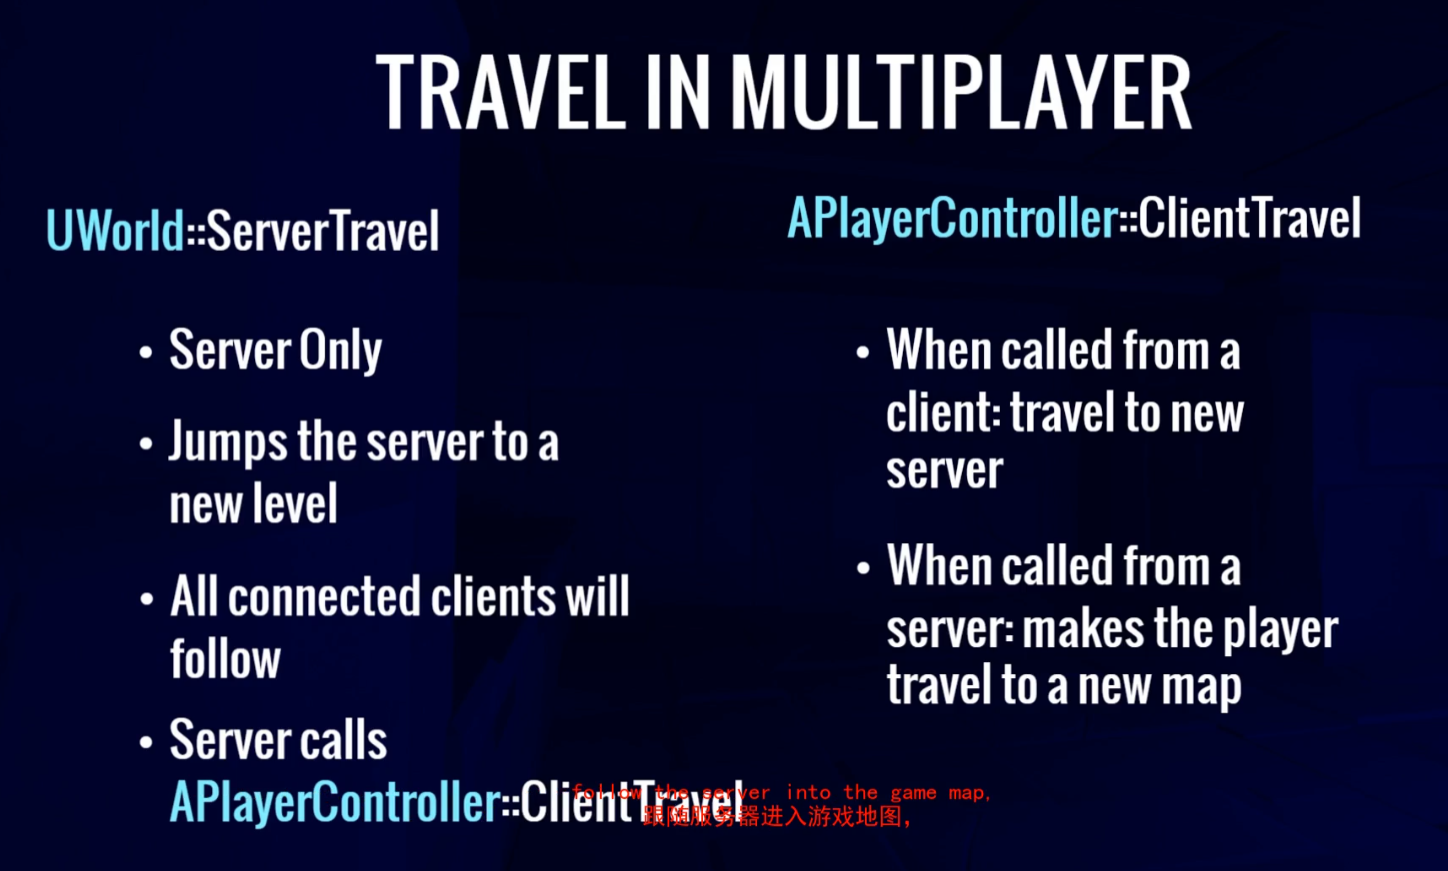 TRAVEL IN MULTIPLAYER
UWorld::ServerTravel
• Server Only
• Jumps the server to a
new level
• All connected clients will
follow
• Server calls
APlayerController::ClientTravel
APlayerController::ClientTravel
• When called from a
client: travel to new
server
• When called from a
server: makes the player
travel to a new map
follow the server into the game map,
跟随服务器进入游戏地图，